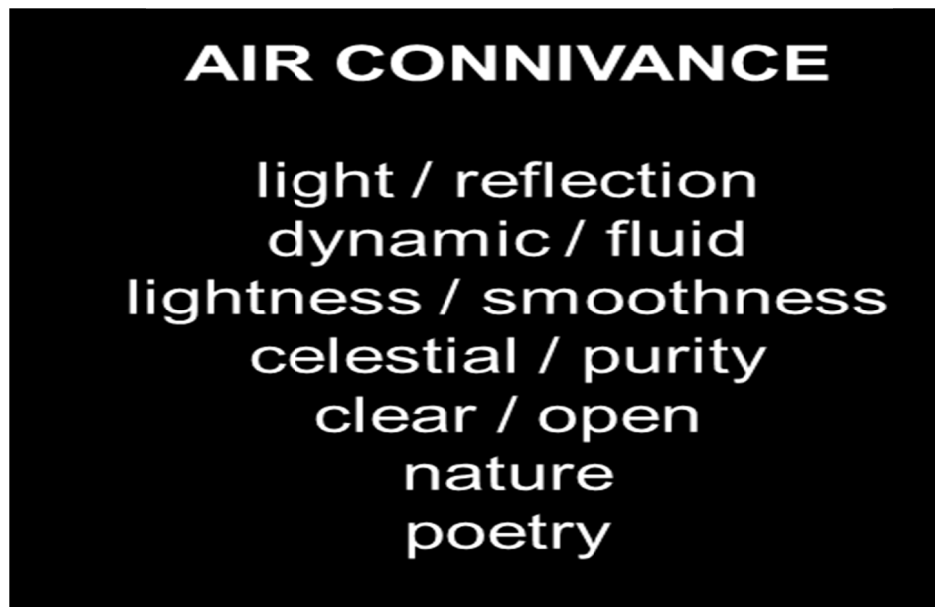 AIR CONNIVANCE
light / reflection
dynamic / fluid
lightness / smoothness
celestial / purity
clear / open
nature
poetry